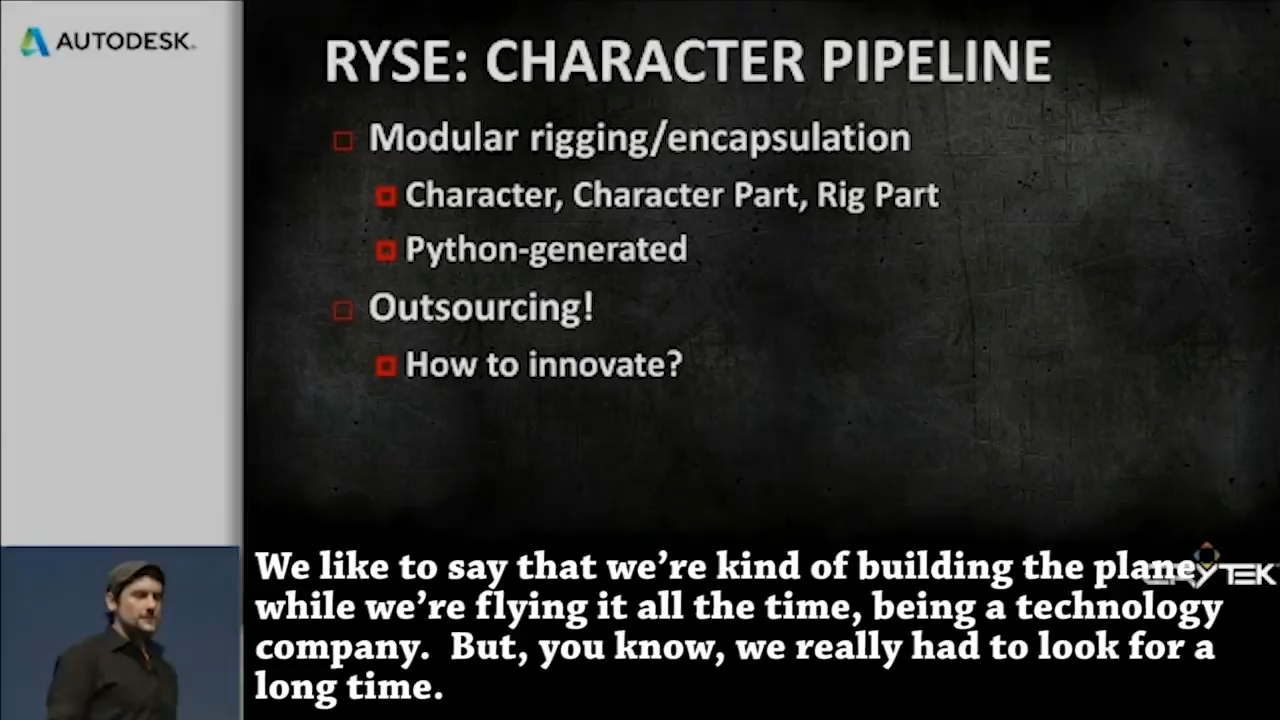 AUTODESK.
RYSE: CHARACTER PIPELINE
Modular rigging/encapsulation
Character, Character Part, Rig Part
Python-generated
Outsourcing!
How to innovate?
CRYTEK
We like to say that we're kind of building the plane
while we're flying it all the time, being a technology
company.  But, you know, we really had to look for a
long time.